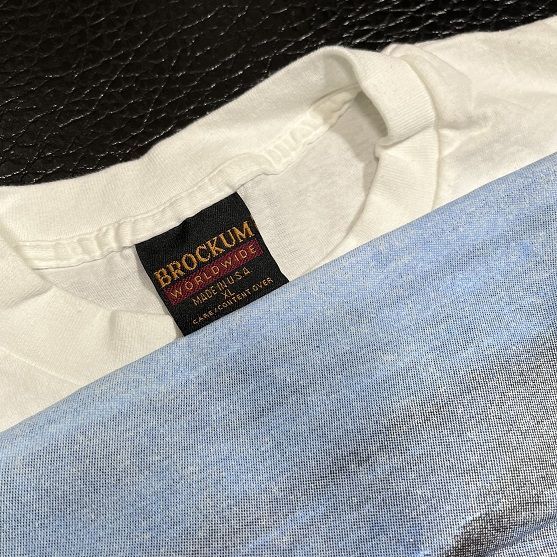 BROCKUM
WORLDWIDE
MADE IN U.S.A
XL
CARE/CONTENT OVER